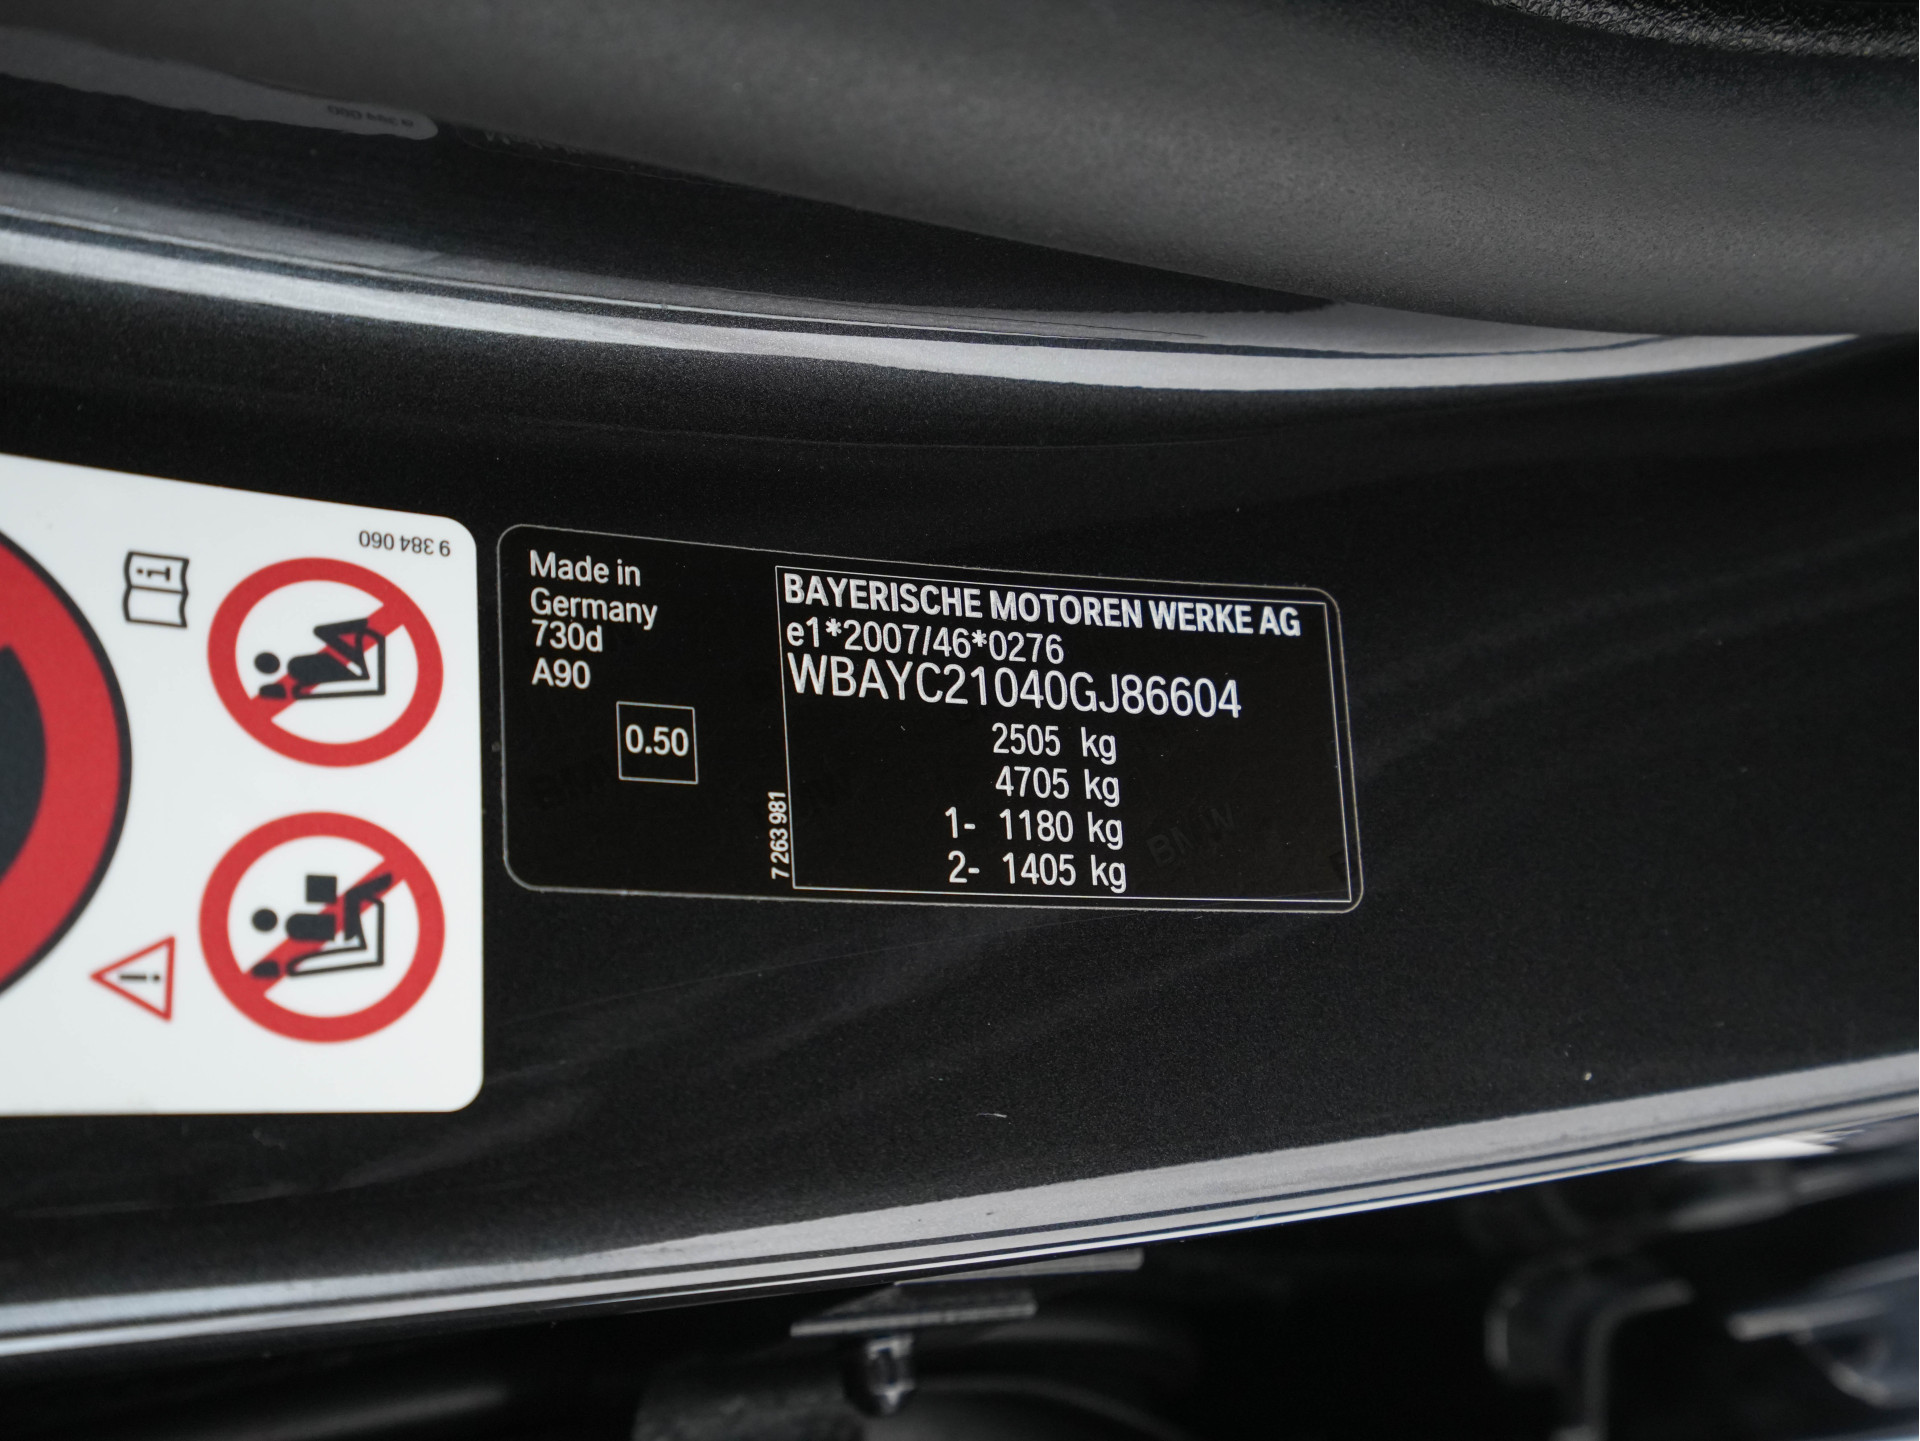 9 384 060
Made in
Germany
730d
A90
0.50
7 263 981
BAYERISCHE MOTOREN WERKE AG
e1*2007/46*0276
WBAYC21040GJ86604
2505 kg
4705 kg
1- 1180 kg
2- 1405 kg